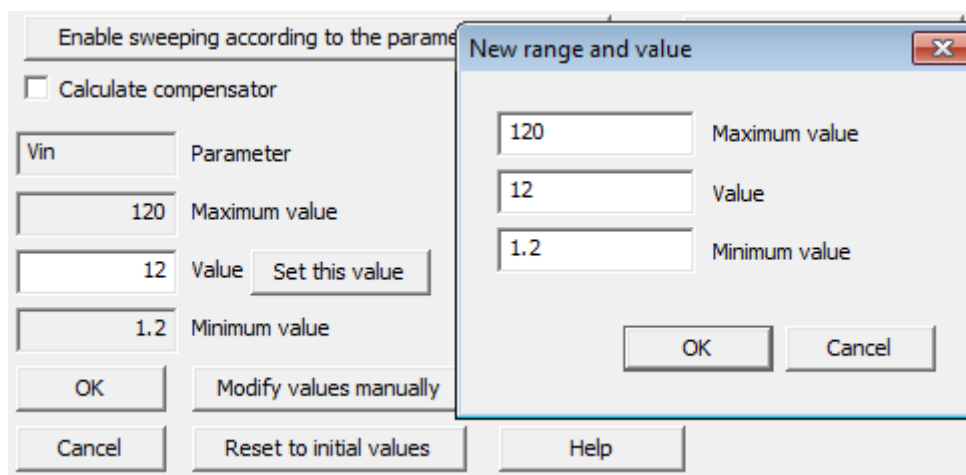 Enable sweeping according to the
Calculate compensator
Vin Parameter
120 Maximum value
12 Value Set this value
1.2 Minimum value
OK Modify values manually
Cancel Reset to initial values Help
New range and value
120 Maximum value
12 Value
1.2 Minimum value
OK Cancel